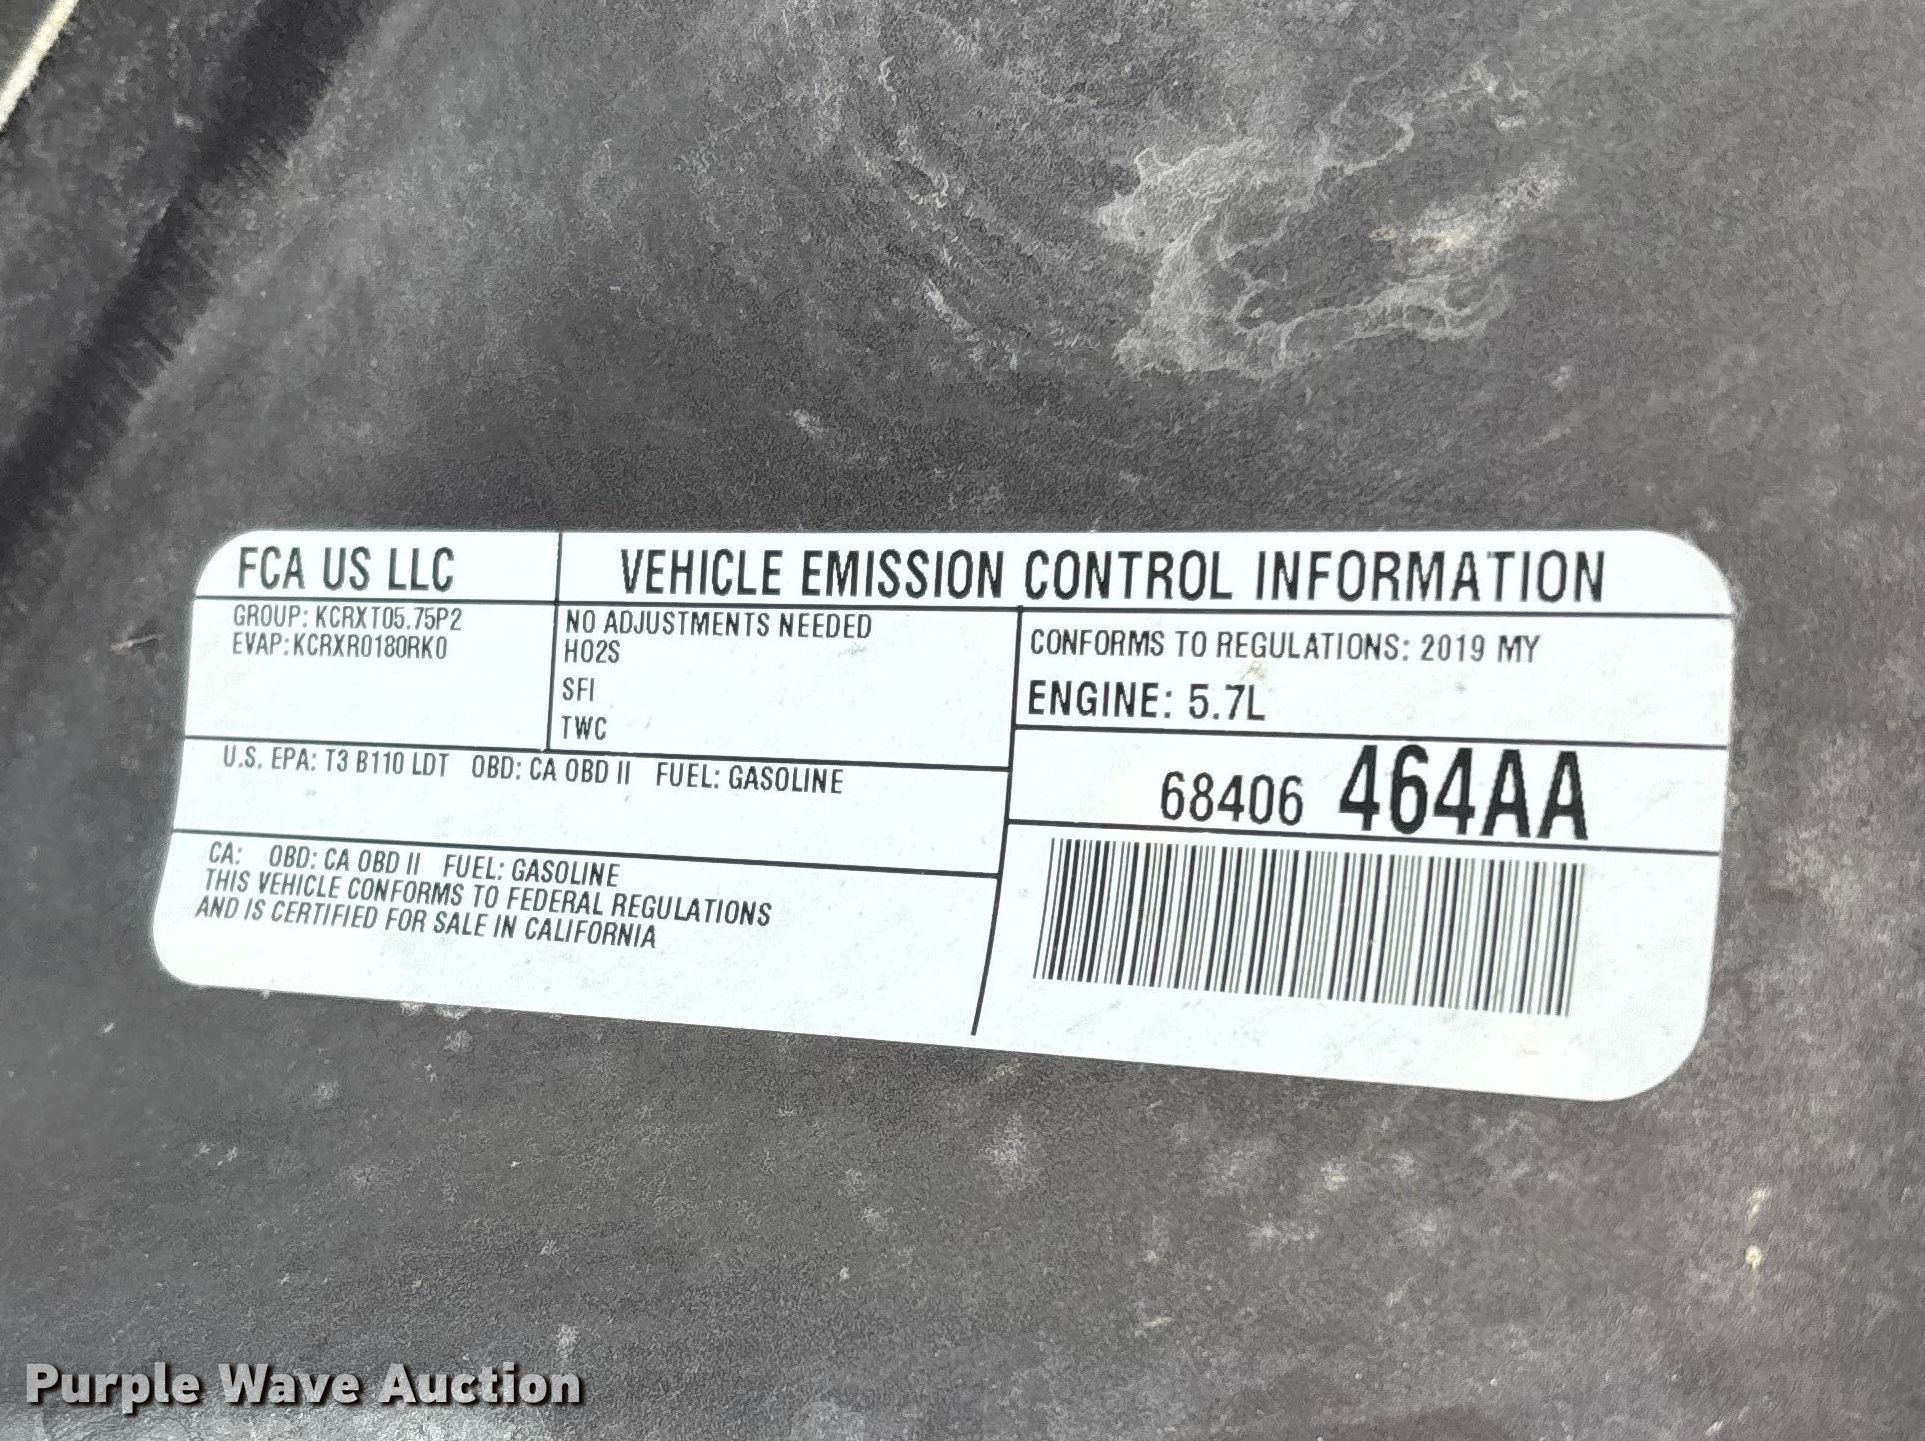 FCA US LLC
VEHICLE EMISSION CONTROL INFORMATION
GROUP: KCRXT05.75P2
EVAP: KCRXR0180RK0
NO ADJUSTMENTS NEEDED
HO2S
SFI
TWC
CONFORMS TO REGULATIONS: 2019 MY
ENGINE: 5.7L
U.S. EPA: T3 B110 LDT OBD: CA OBD II FUEL: GASOLINE
68406 464AA
CA: OBD: CA OBD II FUEL: GASOLINE
THIS VEHICLE CONFORMS TO FEDERAL REGULATIONS
AND IS CERTIFIED FOR SALE IN CALIFORNIA
Purple Wave Auction